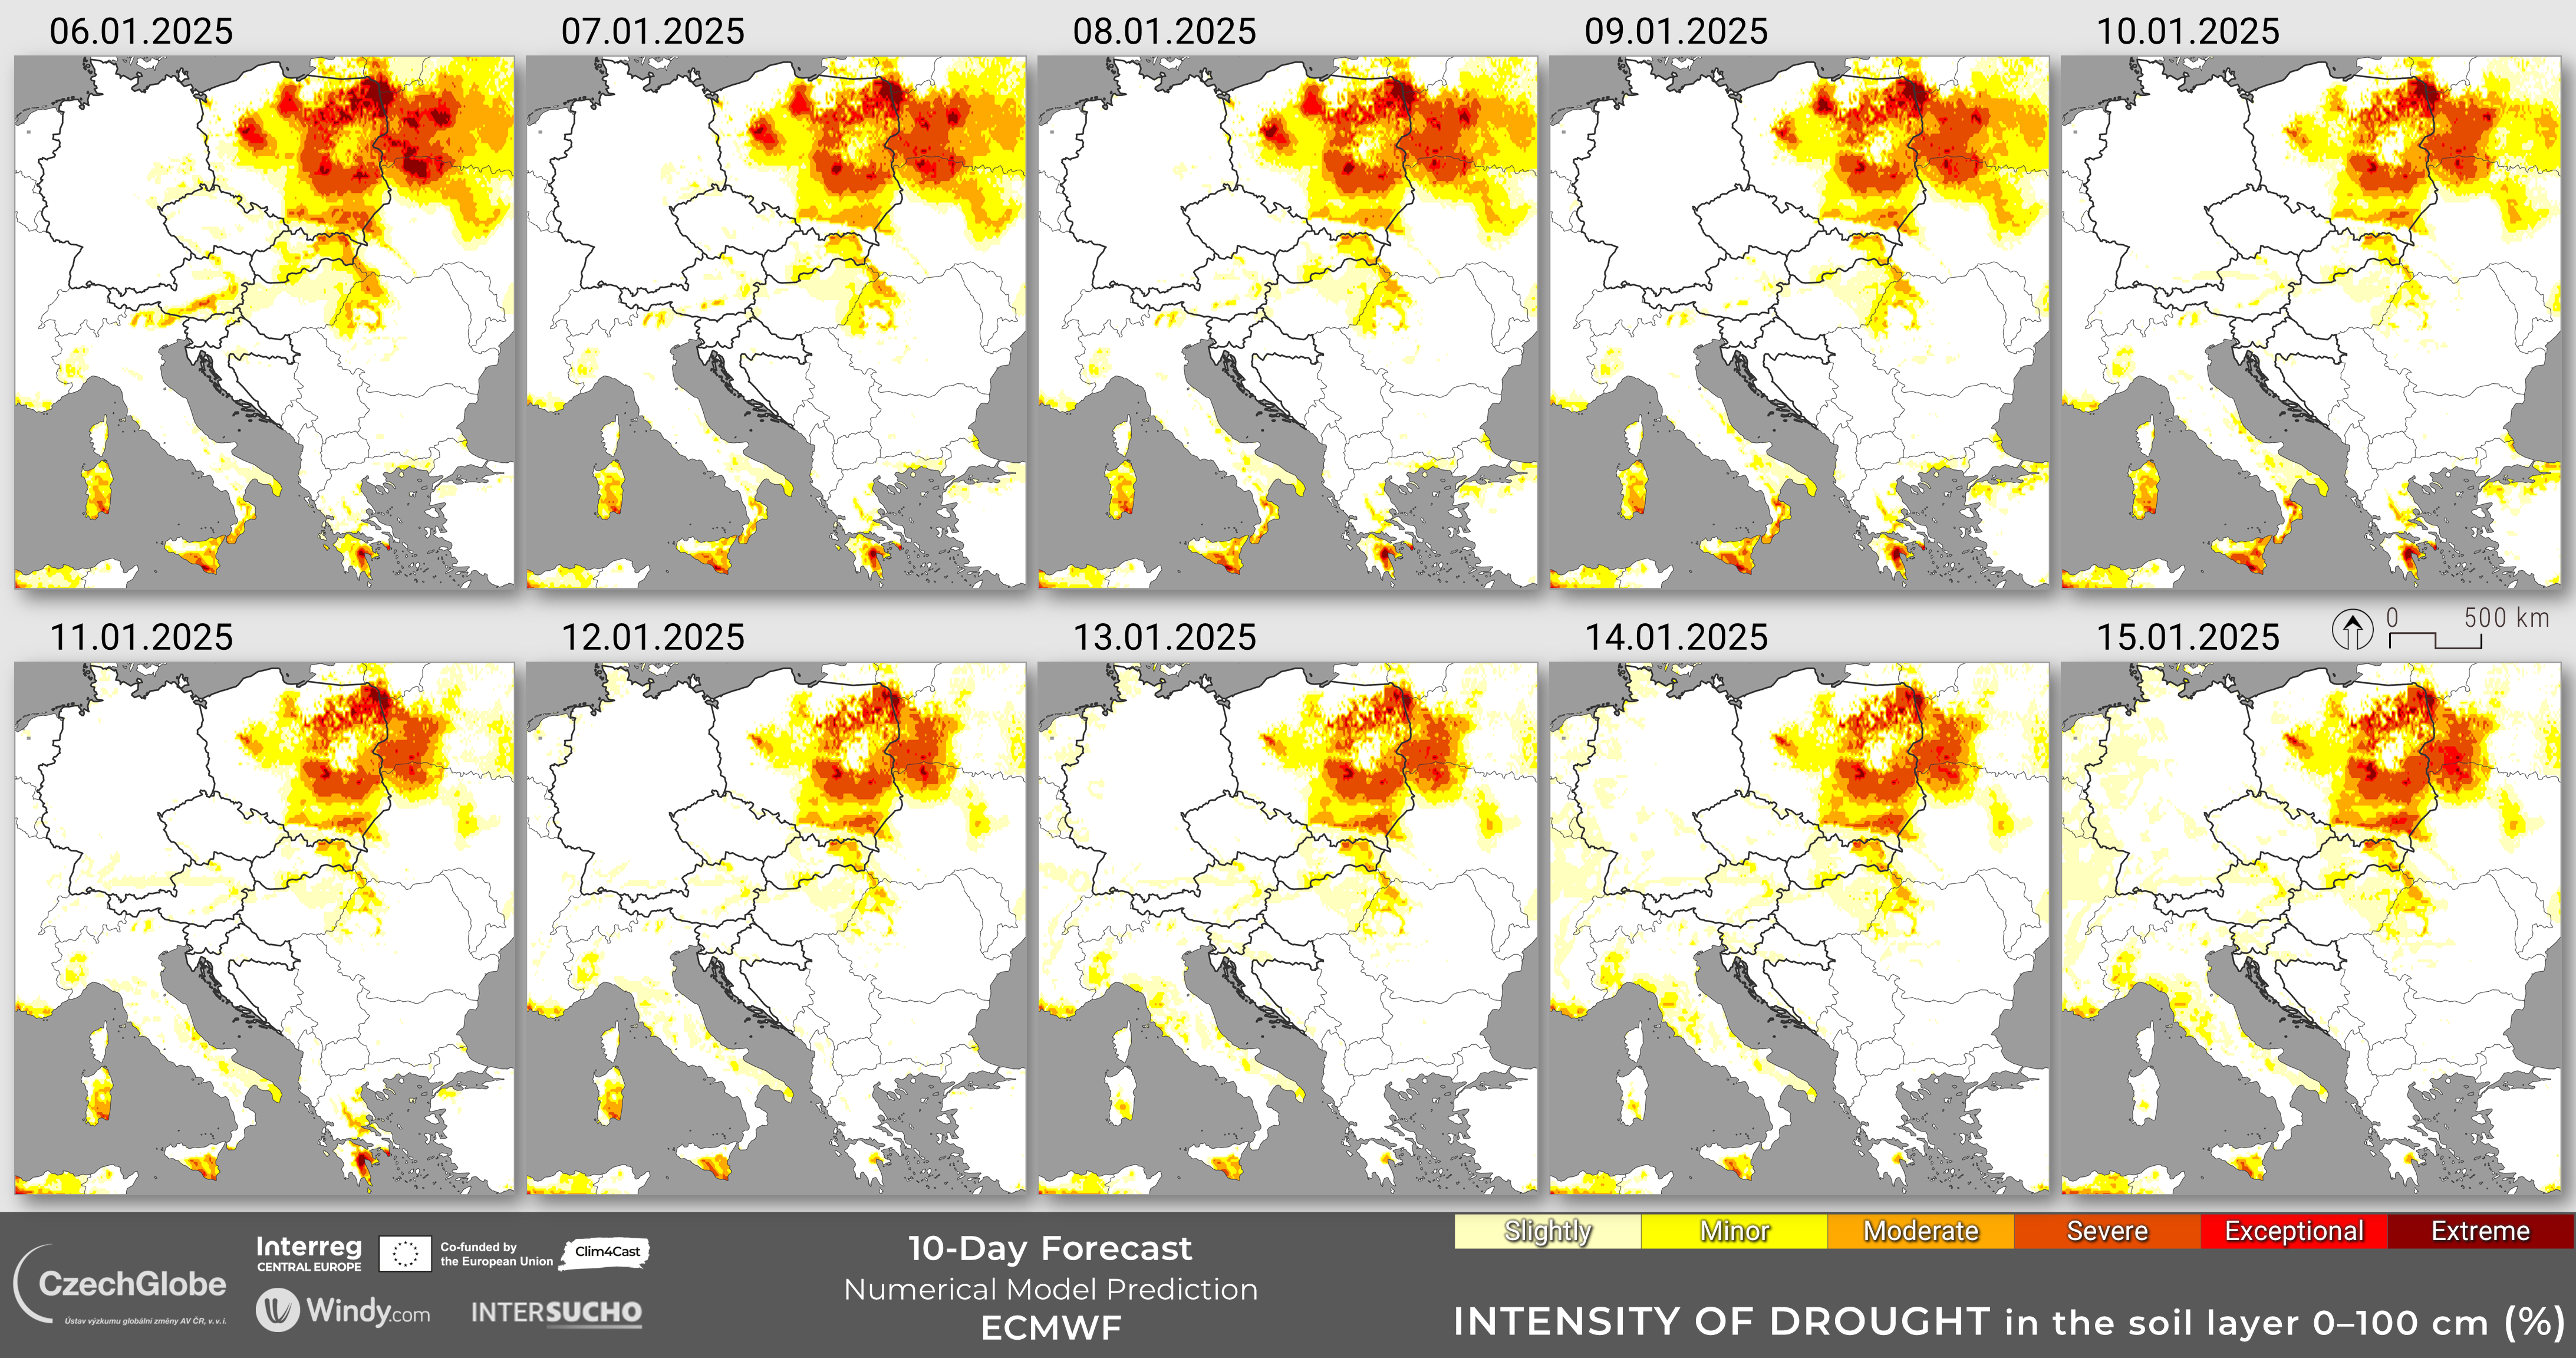 06.01.2025
07.01.2025
08.01.2025
09.01.2025
10.01.2025
11.01.2025
12.01.2025
13.01.2025
14.01.2025
15.01.2025
0 500 km
CzechGlobe
Ústav výzkumu globální změny AV ČR, v. v. i.
Interreg
CENTRAL EUROPE
Co-funded by
the European Union
Clim4Cast
Windy.com
INTERSUCHO
10-Day Forecast
Numerical Model Prediction
ECMWF
Slightly
Minor
Moderate
Severe
Exceptional
Extreme
INTENSITY OF DROUGHT in the soil layer 0–100 cm (%)